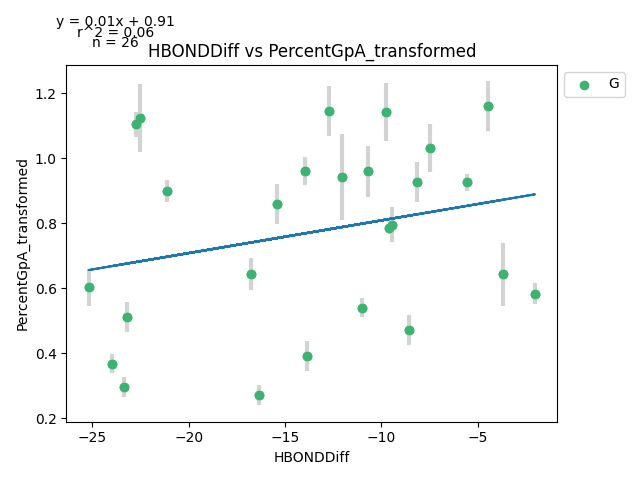 y = 0.01x + 0.91
r^2 = 0.06
n = 26
HBONDDiff vs PercentGpA_transformed
G
PercentGpA_transformed
1.2
1.0
0.8
0.6
0.4
0.2
−25
−20
−15
−10
−5
HBONDDiff